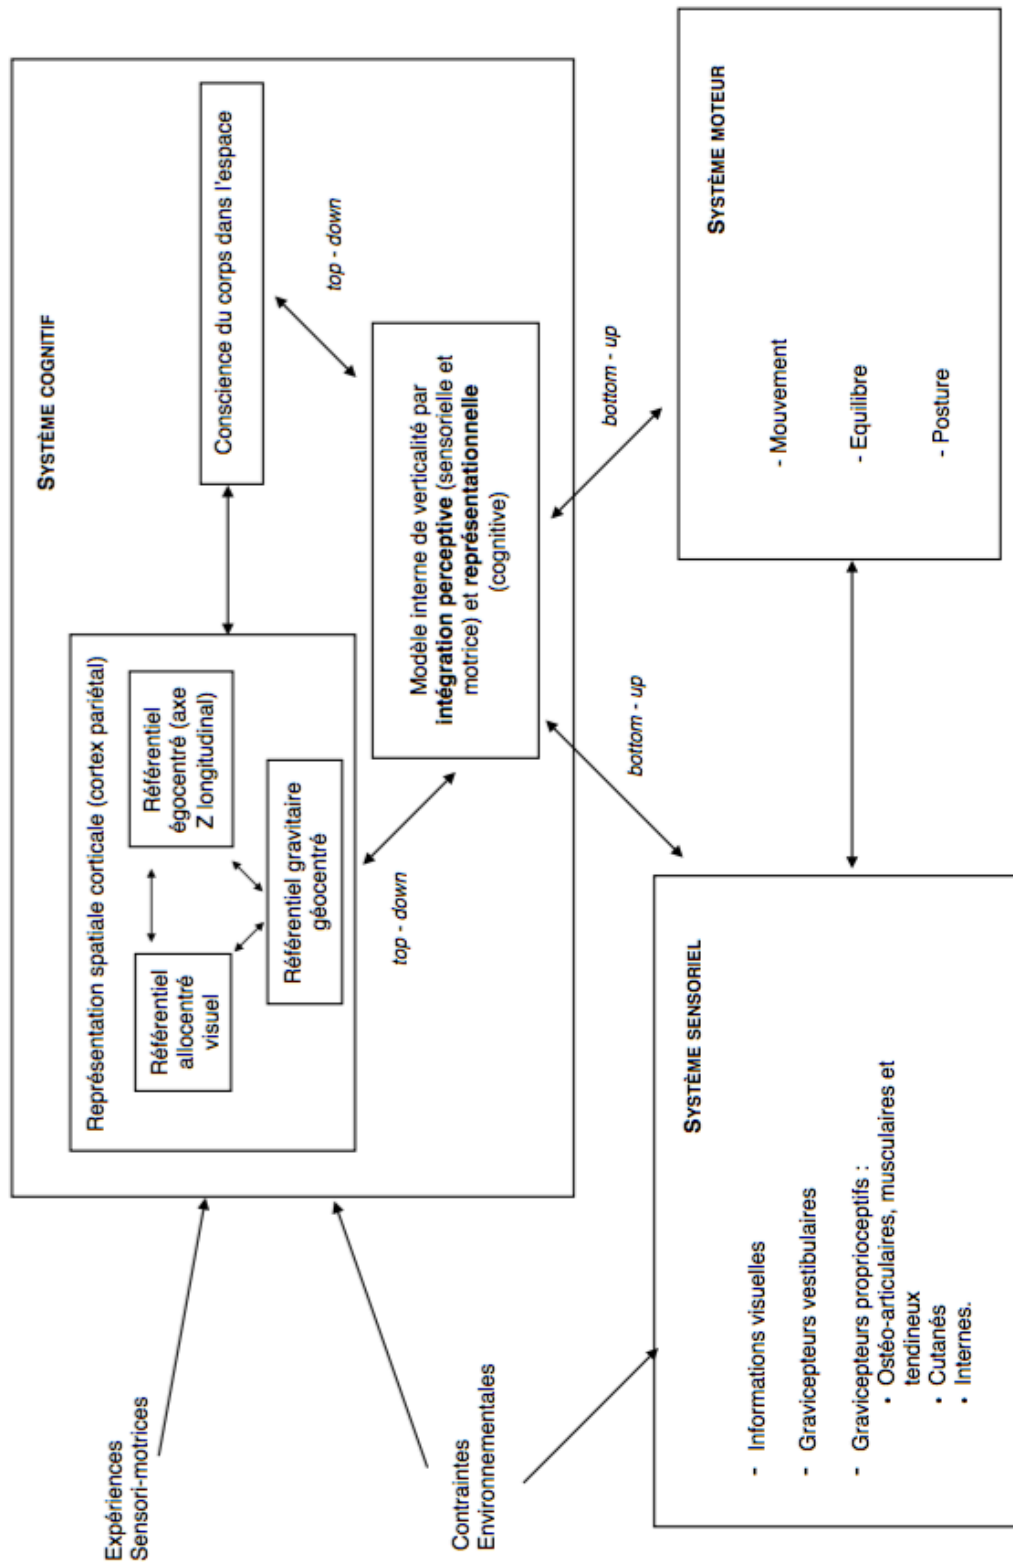 SYSTÈME COGNITIF
Représentation spatiale corticale (cortex pariétal)
Référentiel
allocentré
visuel
Référentiel
égocentré (axe
Z longitudinal)
Référentiel gravitaire
géocentré
Conscience du corps dans l'espace
top - down
top - down
Modèle interne de verticalité par
intégration perceptive (sensorielle et
motrice) et représentationnelle
(cognitive)
Expériences
Sensori-motrices
Contraintes
Environnementales
bottom - up
bottom - up
SYSTÈME SENSORIEL
- Informations visuelles
- Gravicepteurs vestibulaires
- Gravicepteurs proprioceptifs :
• Ostéo-articulaires, musculaires et
tendineux
• Cutanés
• Internes.
SYSTÈME MOTEUR
- Mouvement
- Equilibre
- Posture